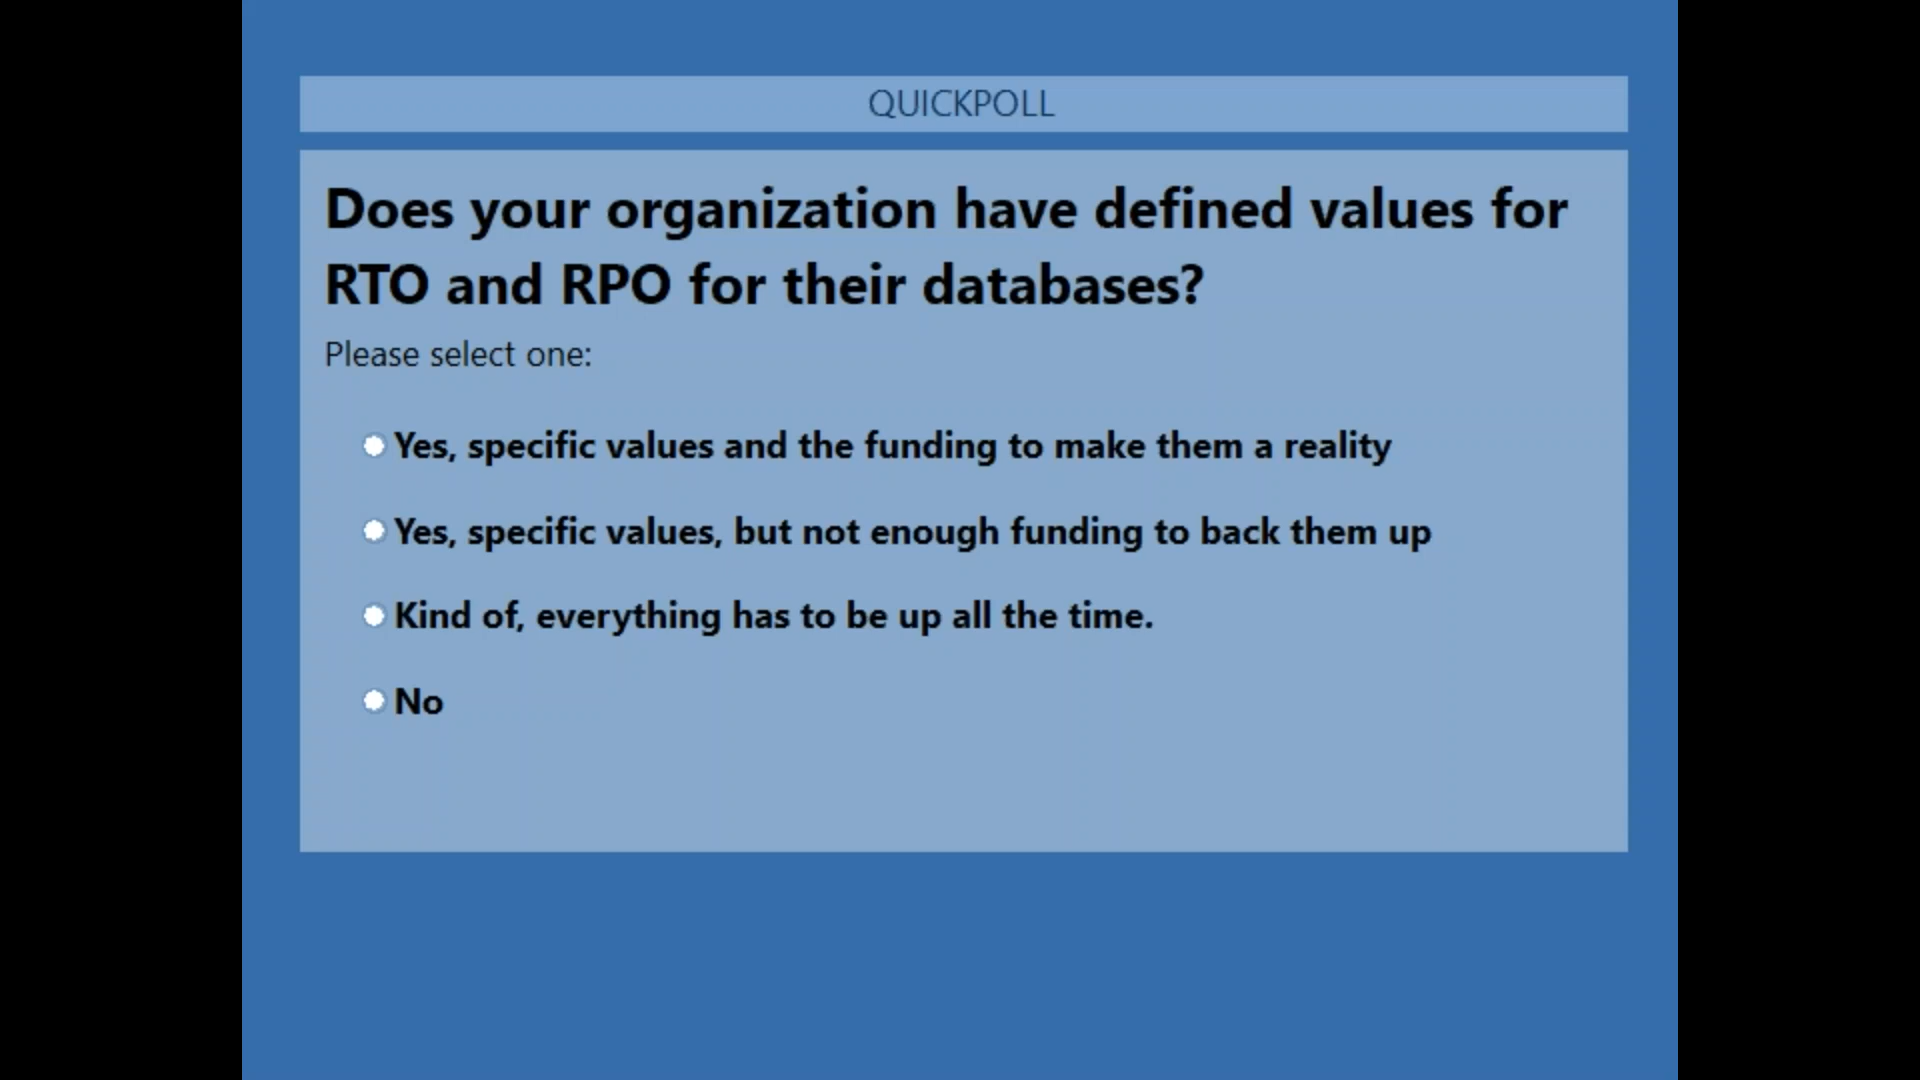 QUICKPOLL
Does your organization have defined values for
RTO and RPO for their databases?
Please select one:
Yes, specific values and the funding to make them a reality
Yes, specific values, but not enough funding to back them up
Kind of, everything has to be up all the time.
No